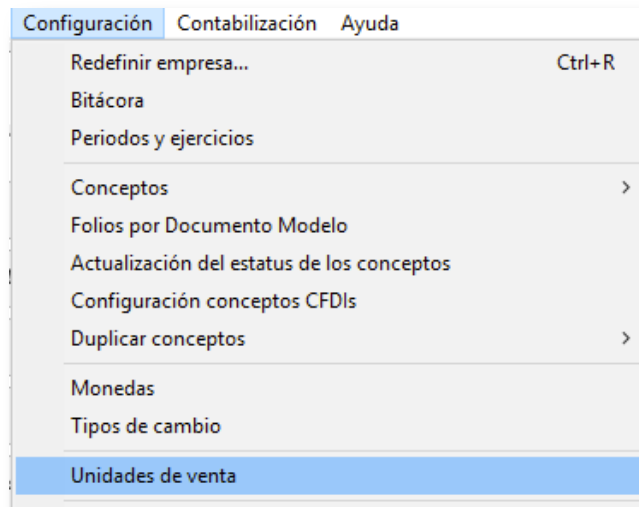 Configuración Contabilización Ayuda
Redefinir empresa... Ctrl+R
Bitácora
Periodos y ejercicios
Conceptos
Folios por Documento Modelo
Actualización del estatus de los conceptos
Configuración conceptos CFDIs
Duplicar conceptos
Monedas
Tipos de cambio
Unidades de venta